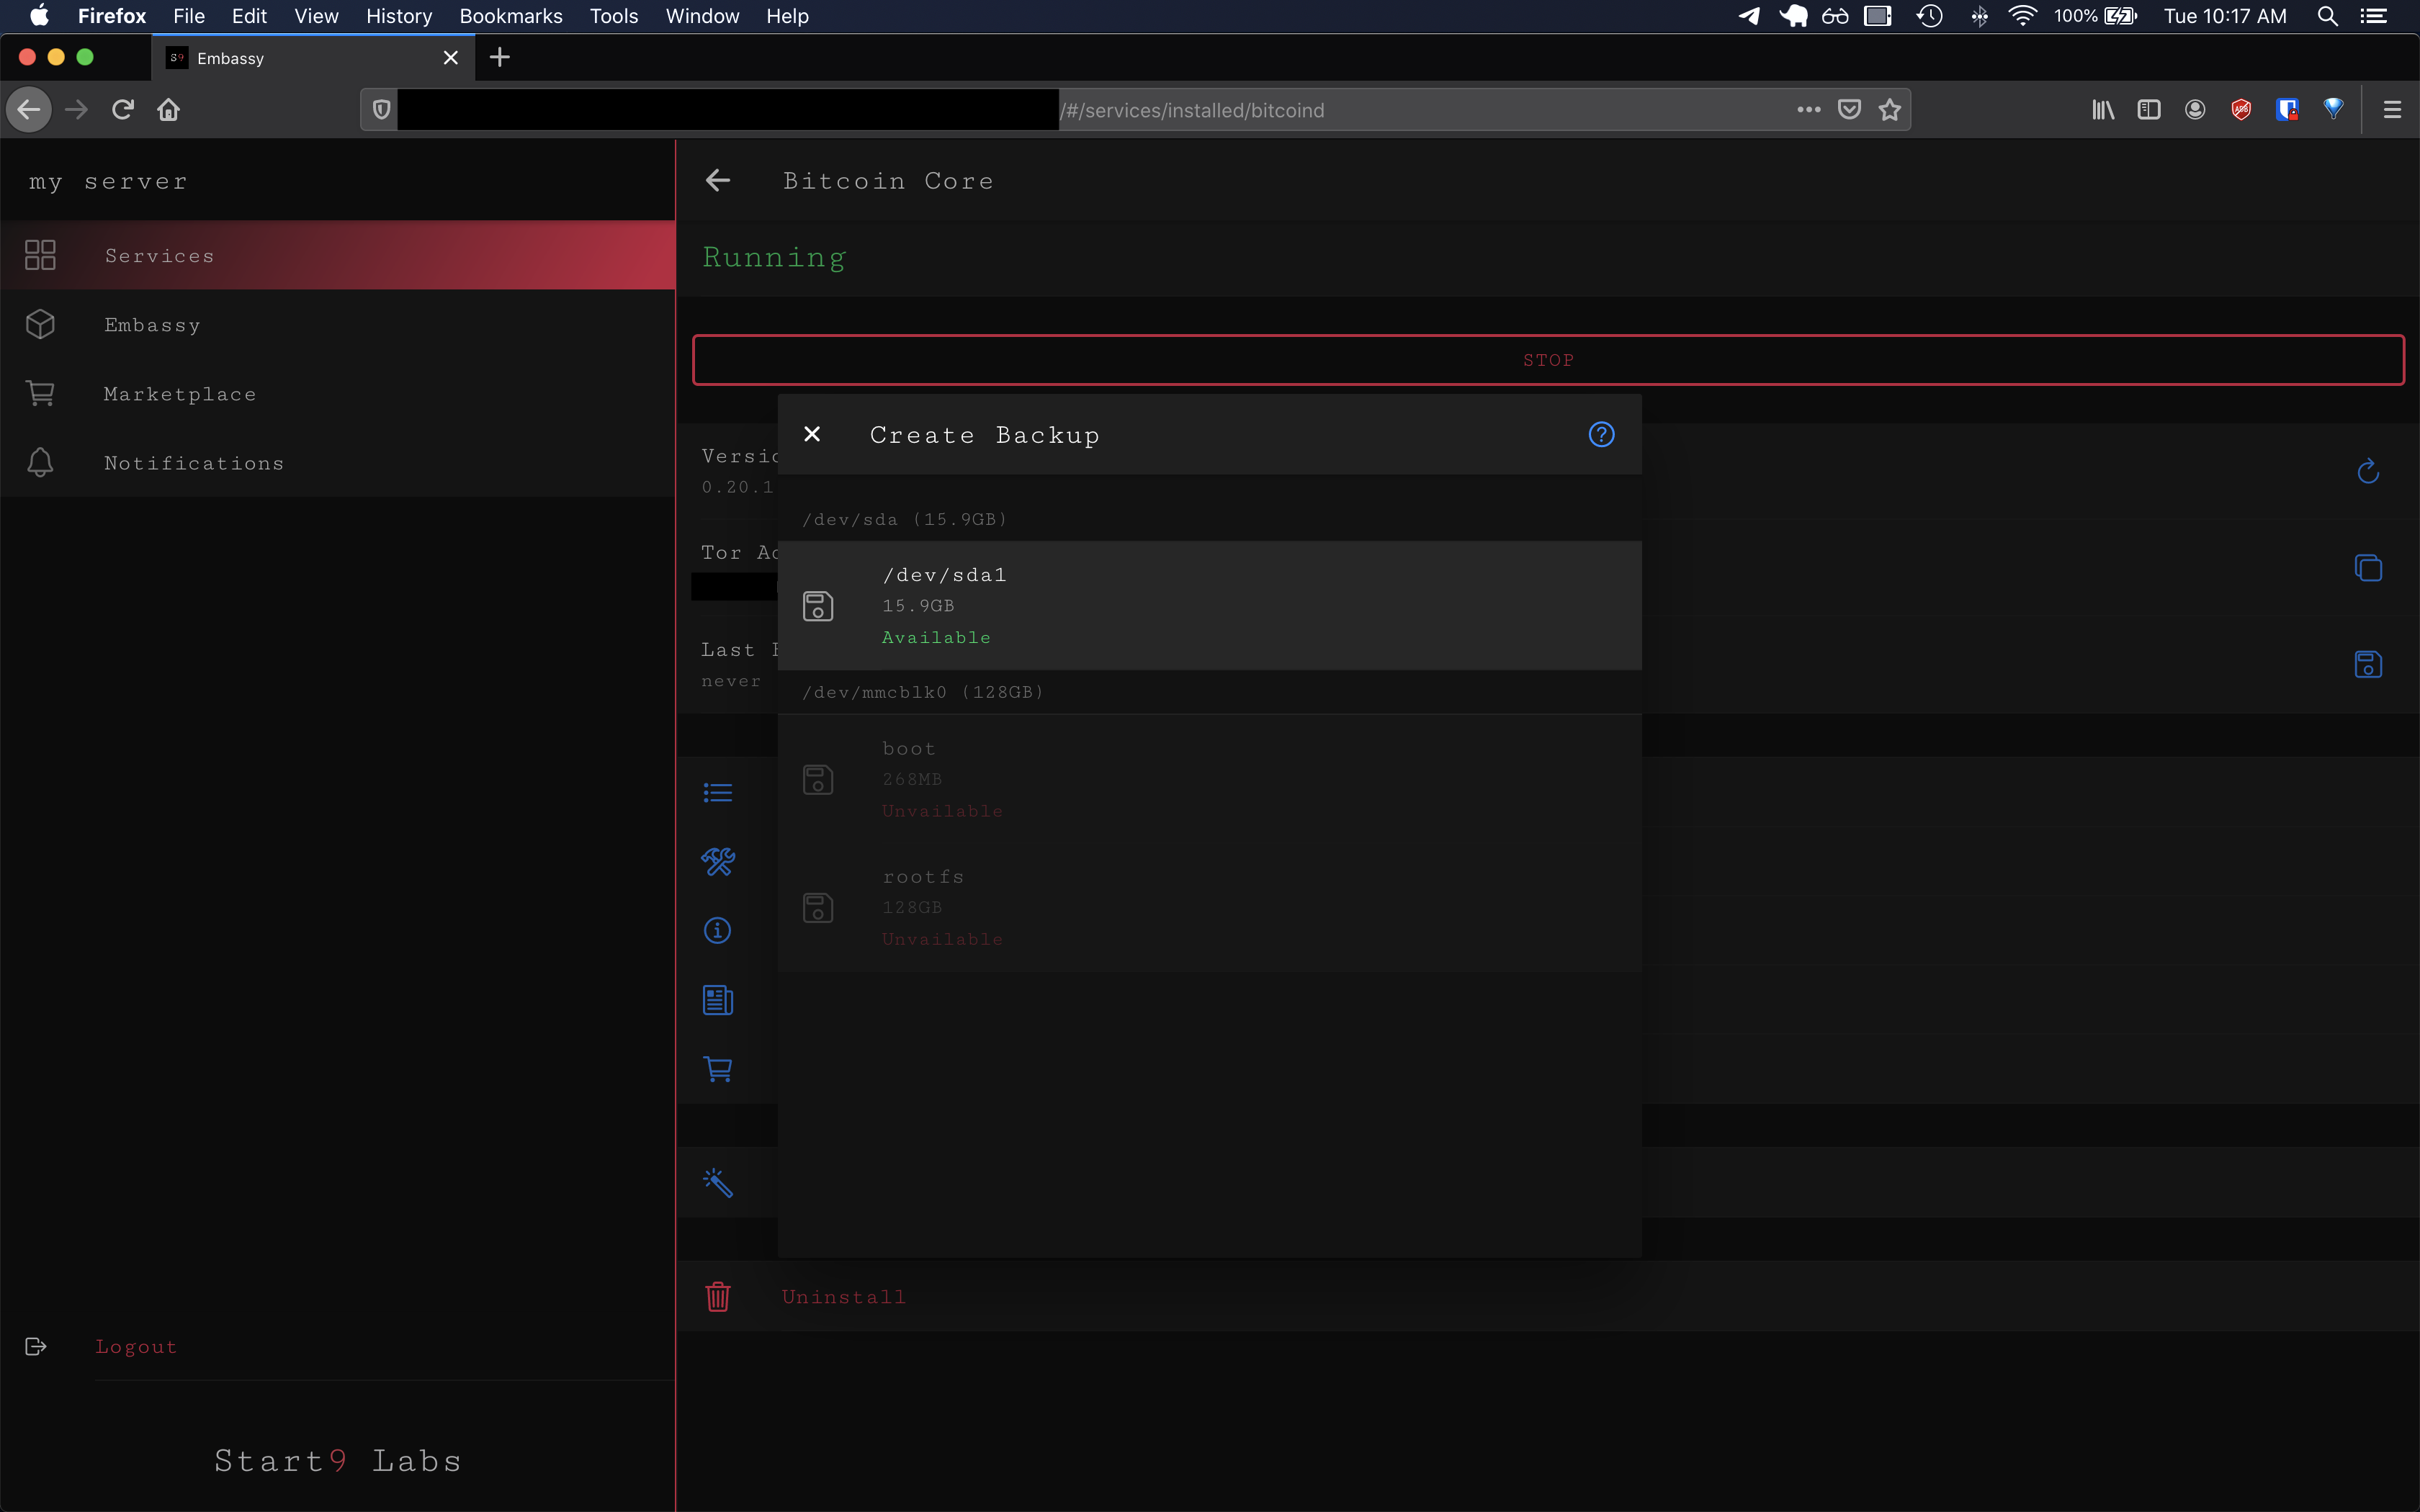 Firefox File Edit View History Bookmarks Tools Window Help 100% Tue 10:17 AM
S9 Embassy
/#/services/installed/bitcoind
my server
Services
Embassy
Marketplace
Notifications
Logout
Start9 Labs
Bitcoin Core
Running
STOP
Versio
0.20.1
Tor Ad
Last
never
Create Backup
/dev/sda (15.9GB)
/dev/sda1
15.9GB
Available
/dev/mmcblk0 (128GB)
boot
268MB
Unvailable
rootfs
128GB
Unvailable
Uninstall